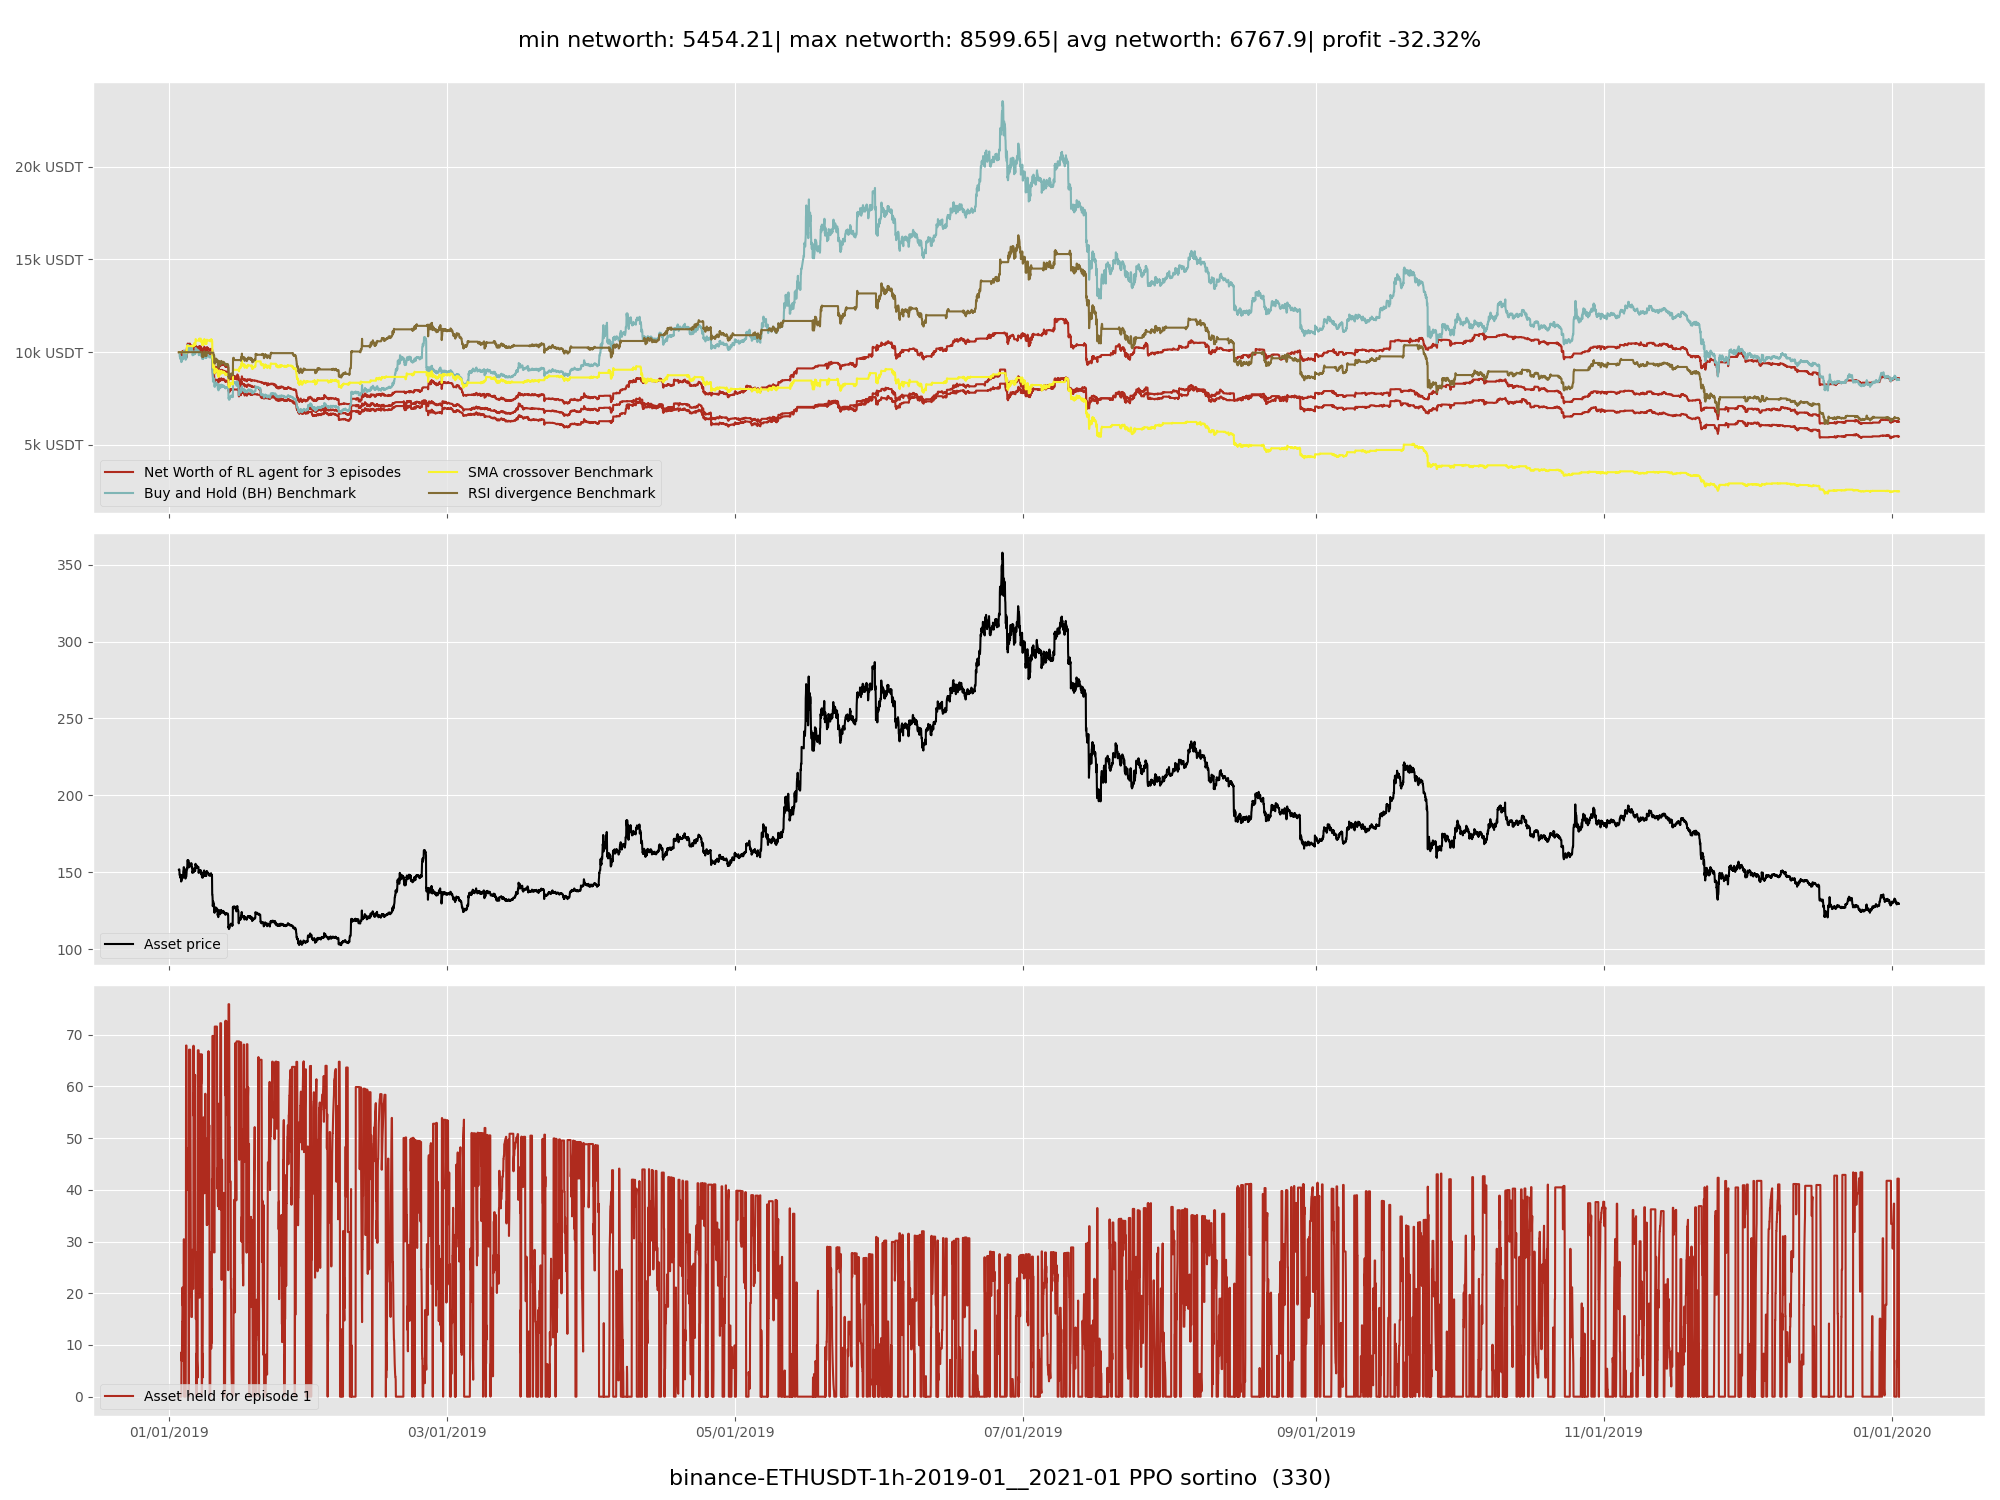 min networth: 5454.21| max networth: 8599.65| avg networth: 6767.9| profit -32.32%
20k USDT
15k USDT
10k USDT
5k USDT
Net Worth of RL agent for 3 episodes
Buy and Hold (BH) Benchmark
SMA crossover Benchmark
RSI divergence Benchmark
350
300
250
200
150
100
Asset price
70
60
50
40
30
20
10
0
Asset held for episode 1
01/01/2019 03/01/2019 05/01/2019 07/01/2019 09/01/2019 11/01/2019 01/01/2020
binance-ETHUSDT-1h-2019-01__2021-01 PPO sortino (330)